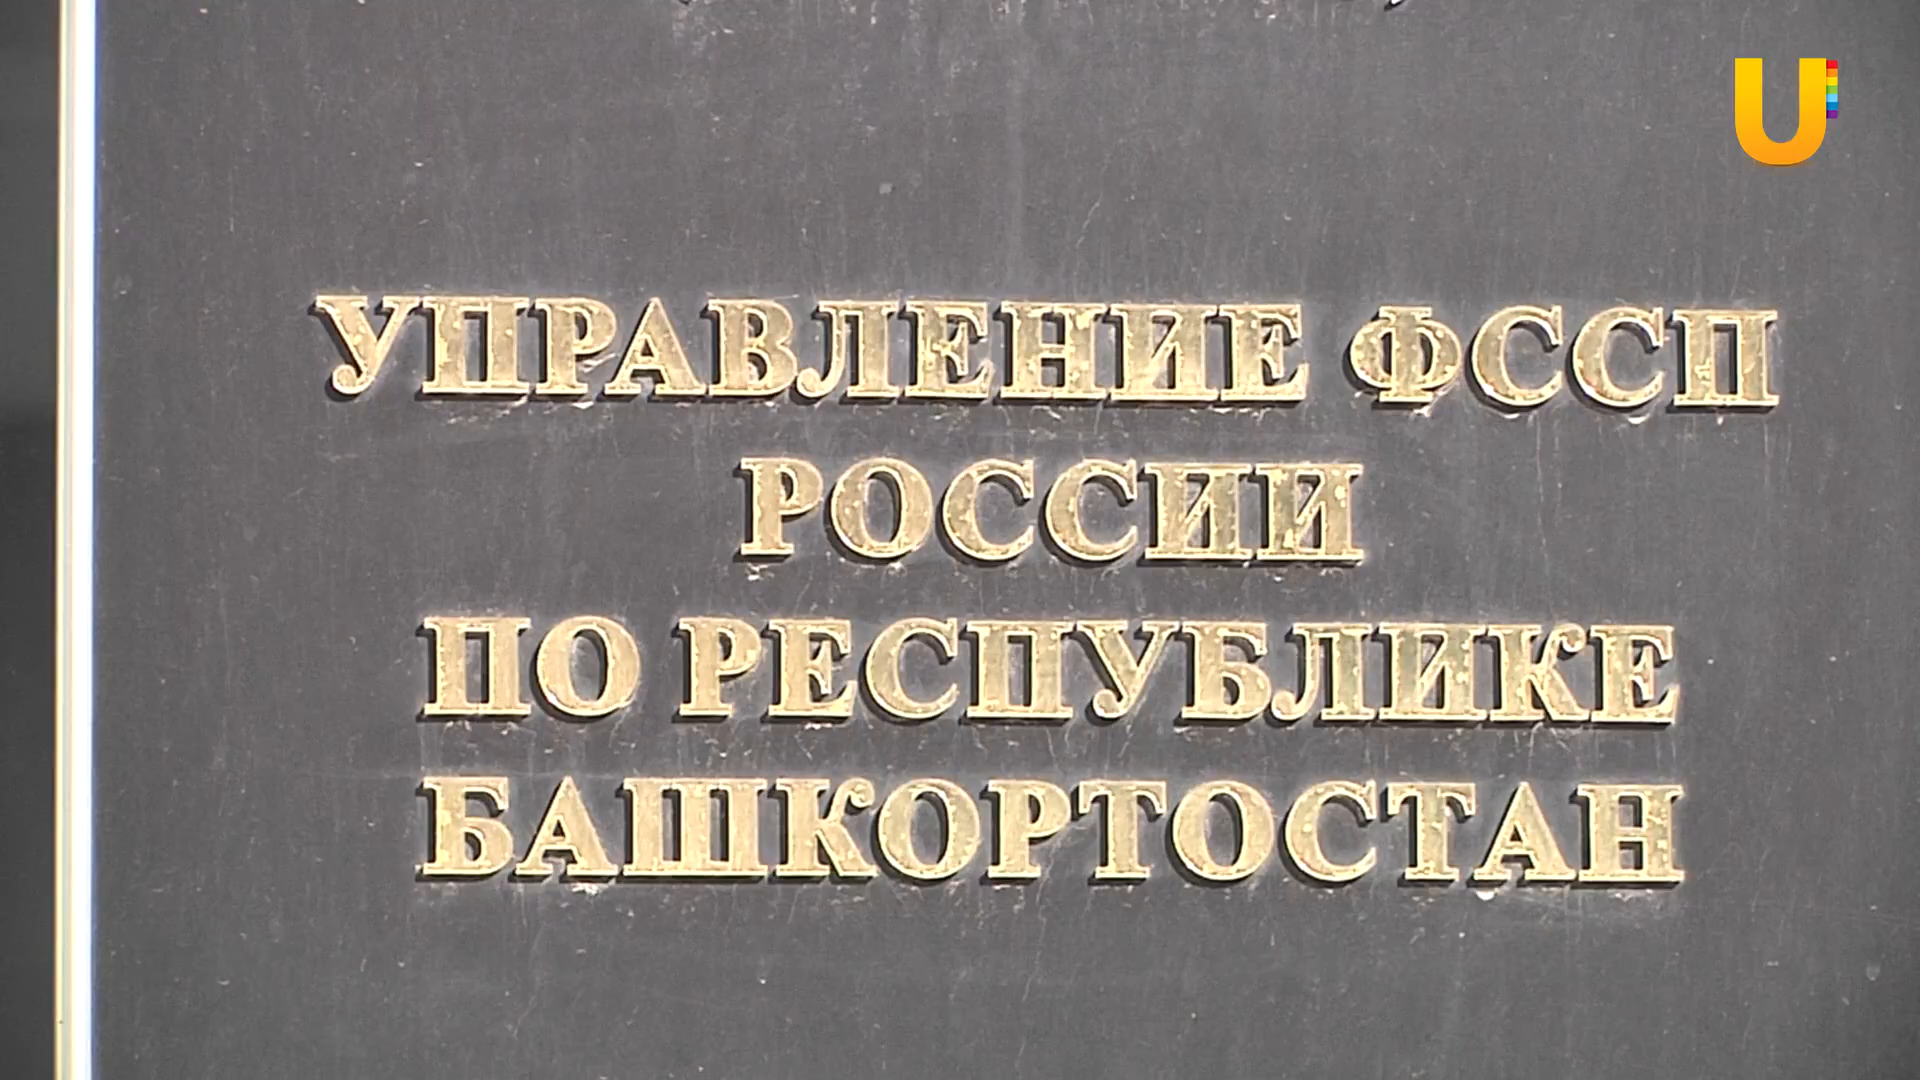 U
УПРАВЛЕНИЕ ФССП
РОССИИ
ПО РЕСПУБЛИКЕ
БАШКОРТОСТАН